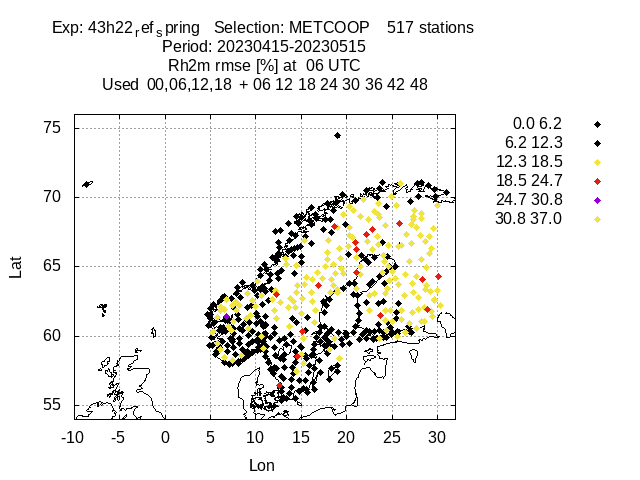 Exp: 43h22ref spring Selection: METCOOP 517 stations
Period: 20230415-20230515
Rh2m rmse [%] at 06 UTC
Used 00,06,12,18 + 06 12 18 24 30 36 42 48
0.0 6.2
6.2 12.3
12.3 18.5
18.5 24.7
24.7 30.8
30.8 37.0
75
70
65
60
55
Lat
-10 -5 0 5 10 15 20 25 30
Lon